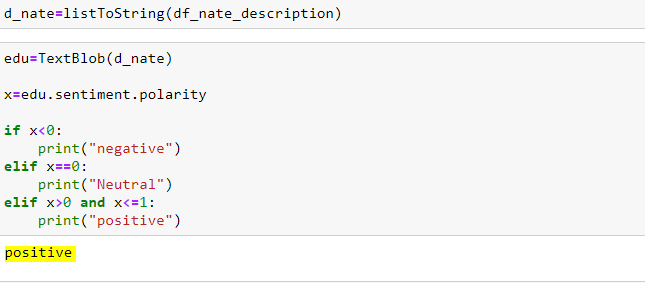 d_nate=listToString(df_nate_description)
edu=TextBlob(d_nate)
x=edu.sentiment.polarity
if x<0:
    print("negative")
elif x==0:
    print("Neutral")
elif x>0 and x<=1:
    print("positive")
positive